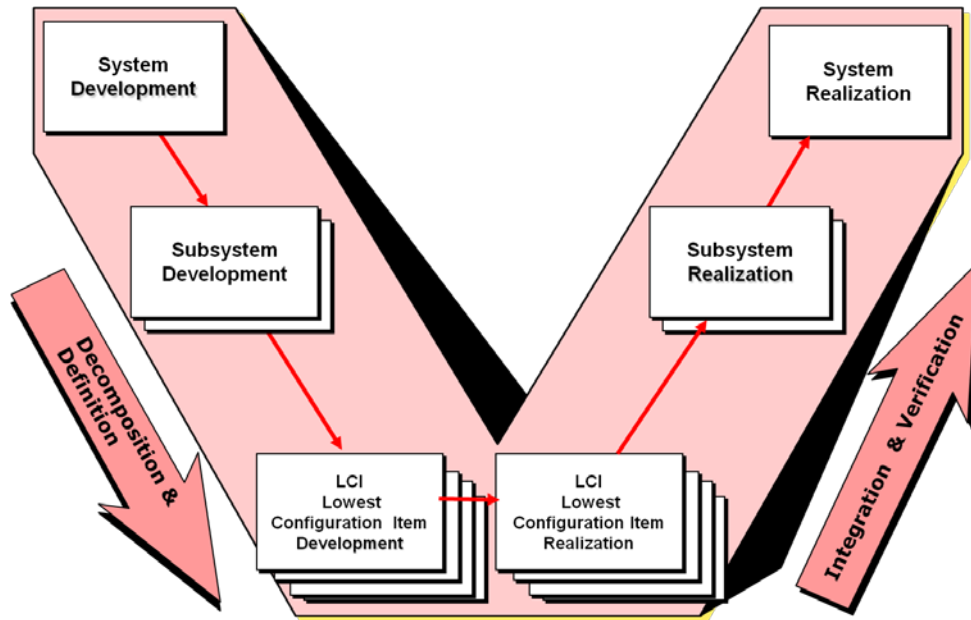 System
Development
System
Realization
Subsystem
Development
Subsystem
Realization
Decomposition &
Definition
Integration & Verification
LCI
Lowest
Configuration Item
Development
LCI
Lowest
Configuration Item
Realization